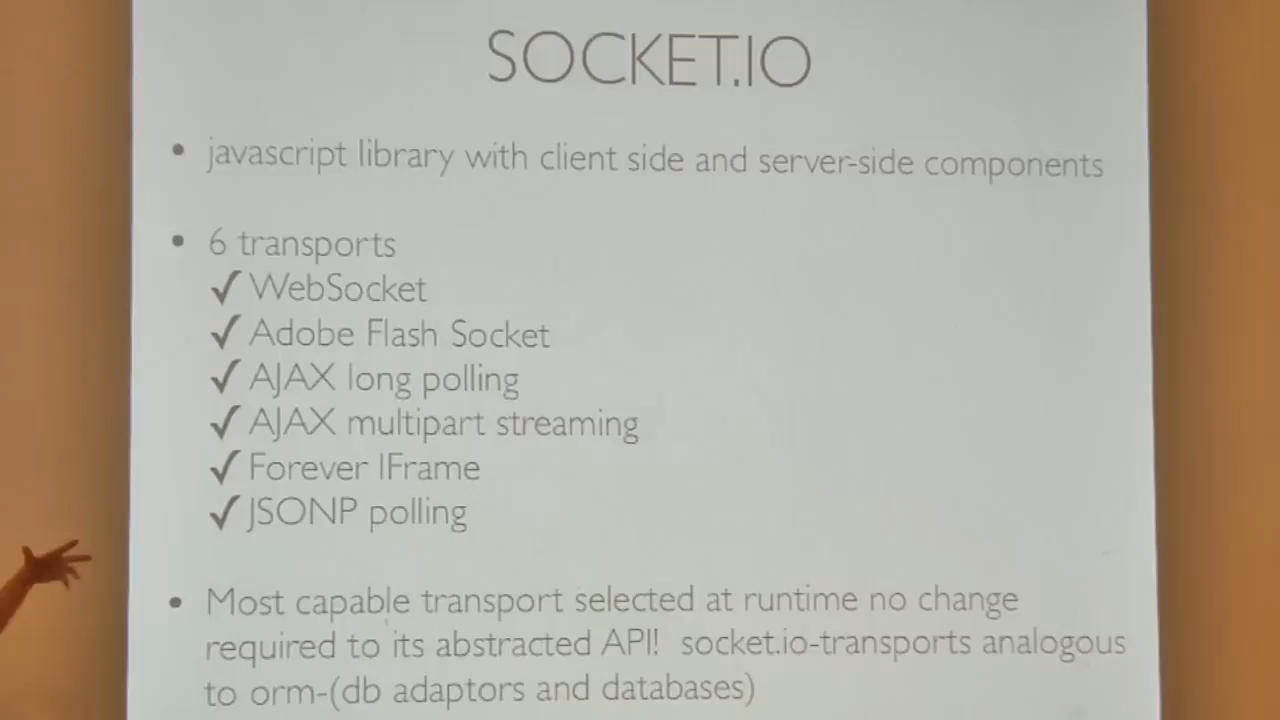 SOCKET.IO
• javascript library with client side and server-side components
• 6 transports
✓ WebSocket
✓ Adobe Flash Socket
✓ AJAX long polling
✓ AJAX multipart streaming
✓ Forever IFrame
✓ JSONP polling
• Most capable transport selected at runtime no change
required to its abstracted API! socket.io-transports analogous
to orm-(db adaptors and databases)